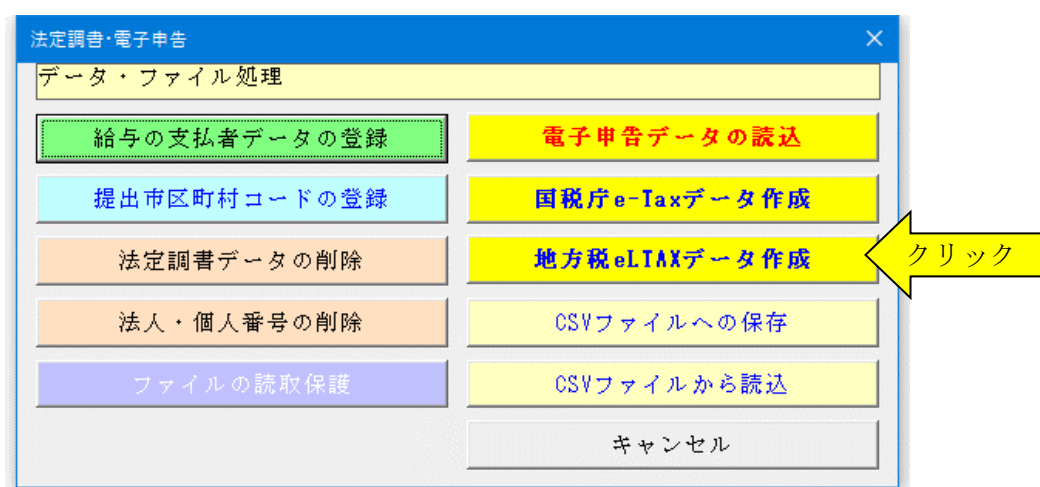 法定調書･電子申告
データ・ファイル処理
給与の支払者データの登録
電子申告データの読込
提出市区町村コードの登録
国税庁e-Taxデータ作成
法定調書データの削除
地方税eLTAXデータ作成
クリック
法人・個人番号の削除
CSVファイルへの保存
ファイルの読取保護
CSVファイルから読込
キャンセル